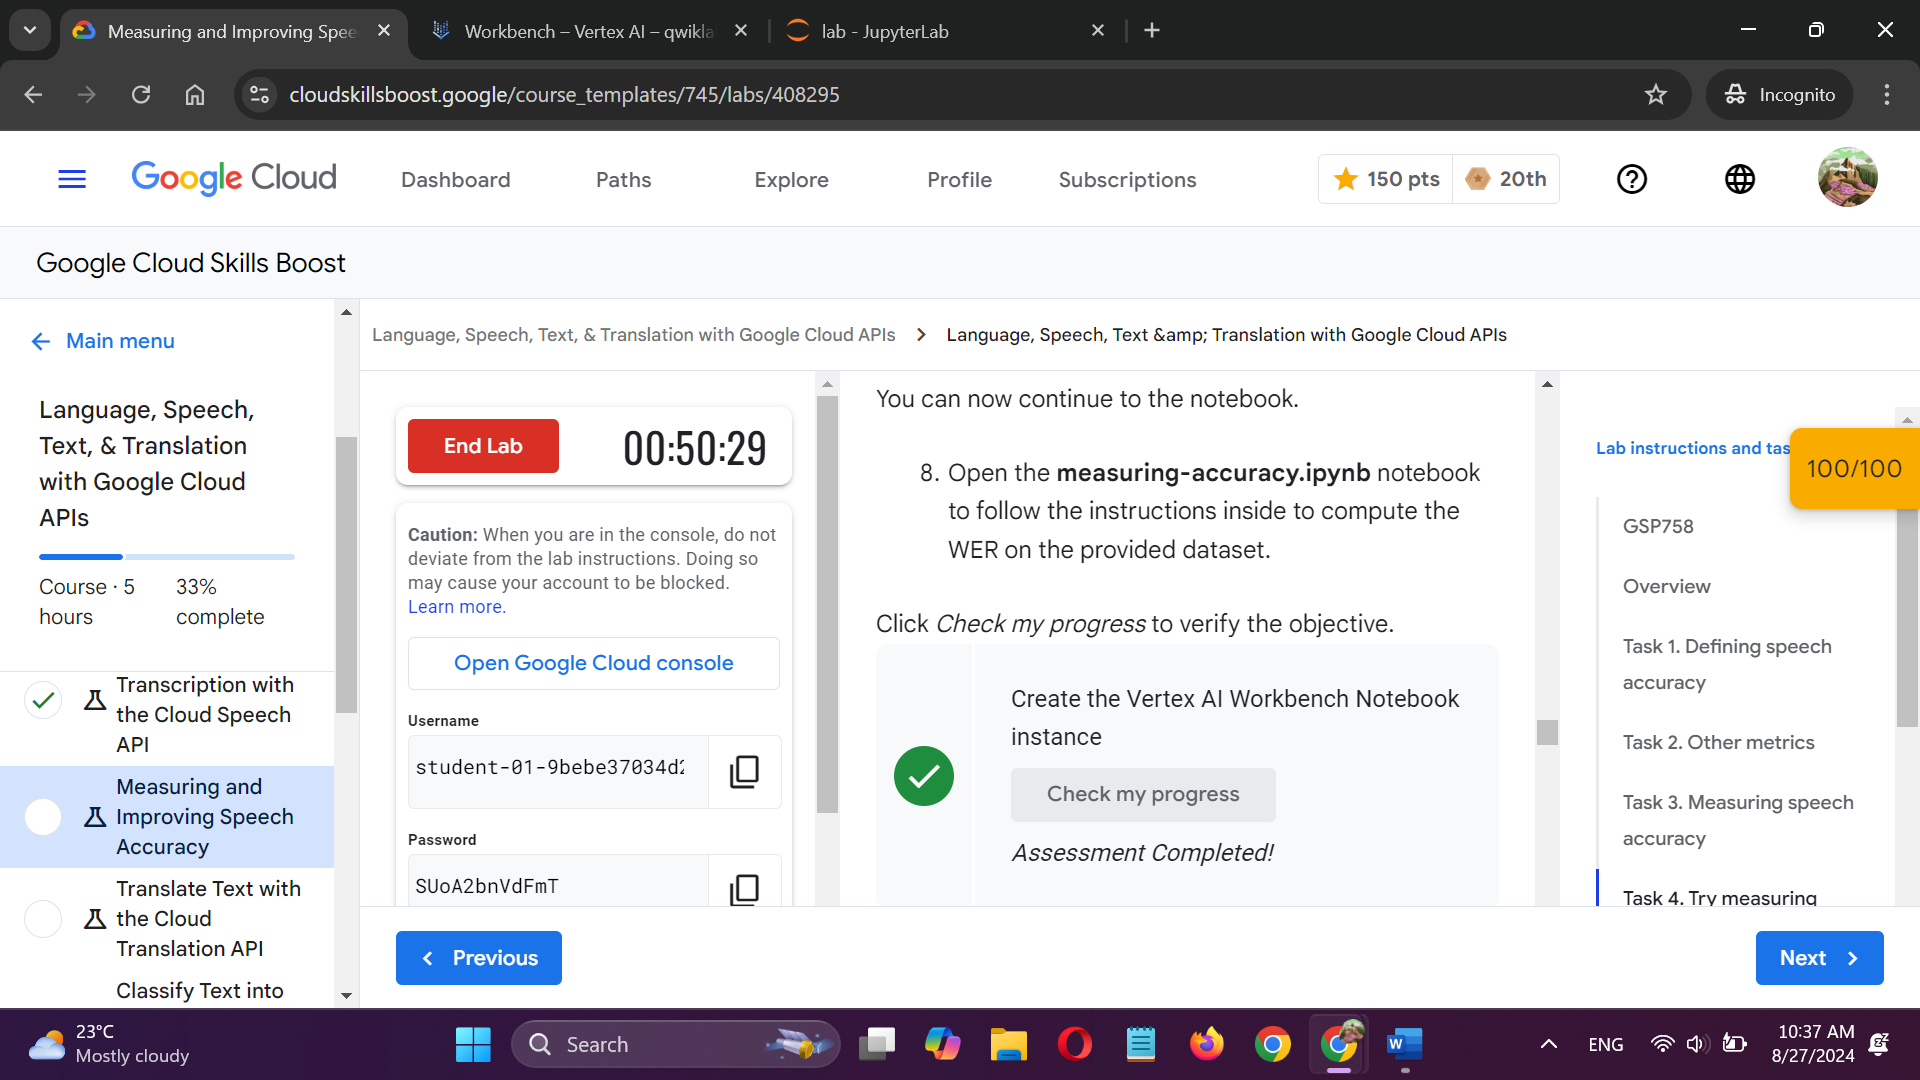 Measuring and Improving Spee
Workbench – Vertex AI – qwikla
lab - JupyterLab
cloudskillsboost.google/course_templates/745/labs/408295
Incognito
Google Cloud
Dashboard
Paths
Explore
Profile
Subscriptions
150 pts
20th
Google Cloud Skills Boost
Main menu
Language, Speech,
Text, & Translation
with Google Cloud
APIs
Course · 5
hours
33%
complete
Transcription with
the Cloud Speech
API
Measuring and
Improving Speech
Accuracy
Translate Text with
the Cloud
Translation API
Classify Text into
Language, Speech, Text, & Translation with Google Cloud APIs
Language, Speech, Text &amp; Translation with Google Cloud APIs
End Lab
00:50:29
Caution: When you are in the console, do not
deviate from the lab instructions. Doing so
may cause your account to be blocked.
Learn more.
Open Google Cloud console
Username
student-01-9bebe37034d2
Password
SUoA2bnVdFmT
You can now continue to the notebook.
8. Open the measuring-accuracy.ipynb notebook
to follow the instructions inside to compute the
WER on the provided dataset.
Click Check my progress to verify the objective.
Create the Vertex AI Workbench Notebook
instance
Check my progress
Assessment Completed!
Lab instructions and tas
100/100
GSP758
Overview
Task 1. Defining speech
accuracy
Task 2. Other metrics
Task 3. Measuring speech
accuracy
Task 4. Try measuring
Previous
Next
23°C
Mostly cloudy
Search
ENG
10:37 AM
8/27/2024